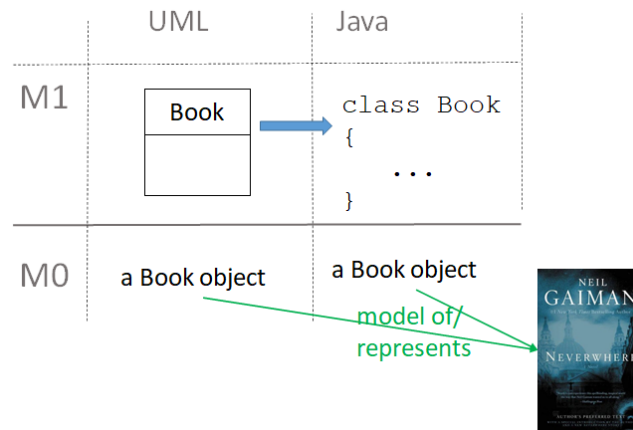 UML Java
M1
Book
class Book
{
...
}
M0
a Book object
a Book object
model of/
represents
NEIL
GAIMAN
NEVERWHERE
AUTHOR'S PREFERRED TEXT